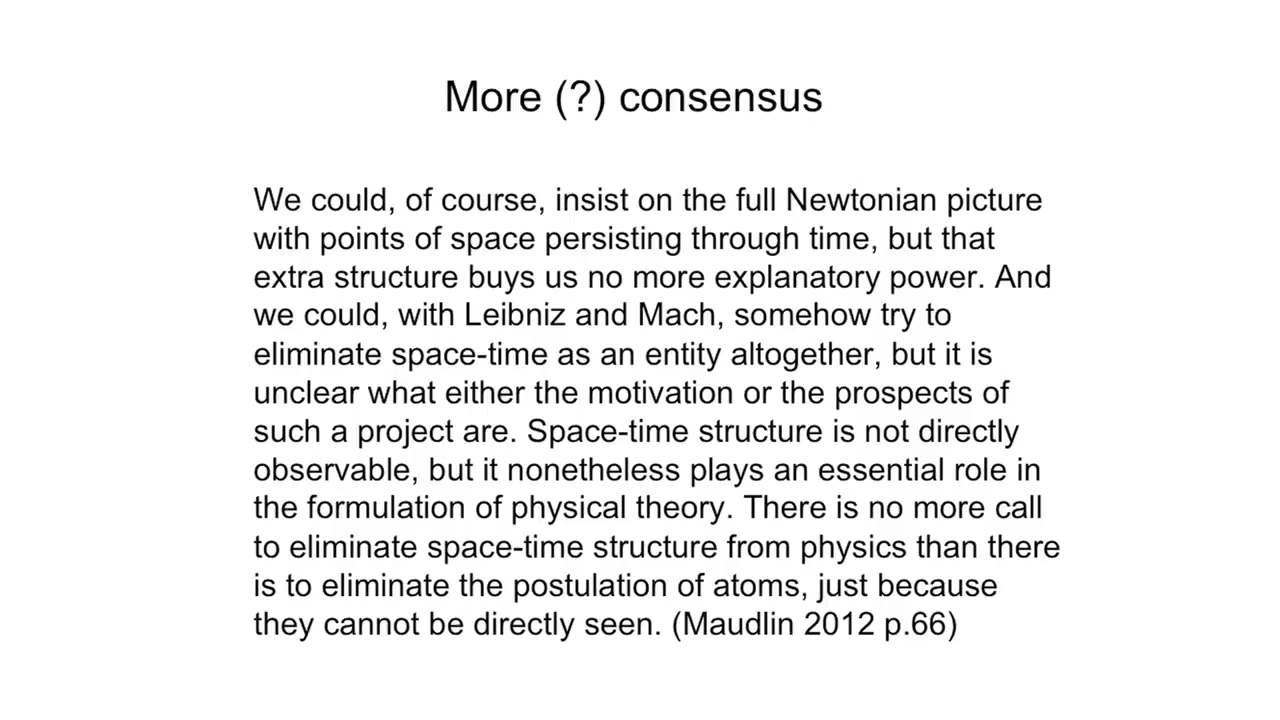 More (?) consensus
We could, of course, insist on the full Newtonian picture
with points of space persisting through time, but that
extra structure buys us no more explanatory power. And
we could, with Leibniz and Mach, somehow try to
eliminate space-time as an entity altogether, but it is
unclear what either the motivation or the prospects of
such a project are. Space-time structure is not directly
observable, but it nonetheless plays an essential role in
the formulation of physical theory. There is no more call
to eliminate space-time structure from physics than there
is to eliminate the postulation of atoms, just because
they cannot be directly seen. (Maudlin 2012 p.66)